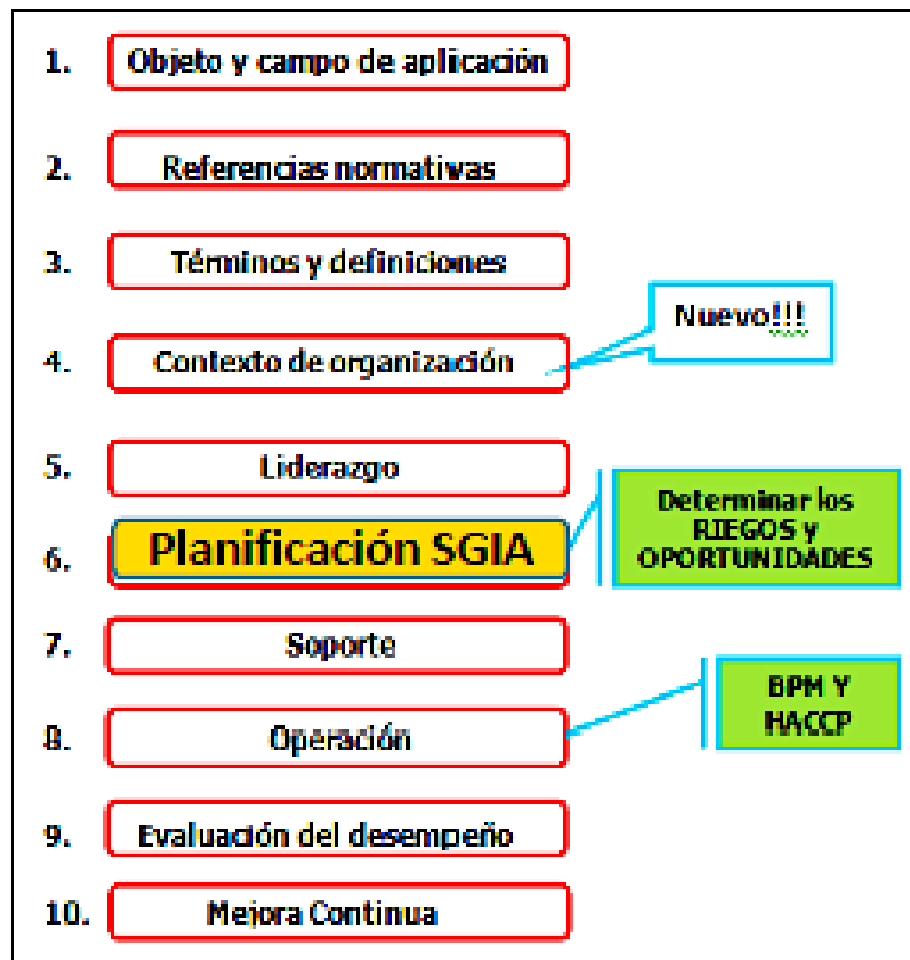 1. Objeto y campo de aplicación
2. Referencias normativas
3. Términos y definiciones
Nuevo!!!
4. Contexto de organización
5. Liderazgo
Determinar los
RIEGOS y
OPORTUNIDADES
6. Planificación SGIA
7. Soporte
BPM Y
HACCP
8. Operación
9. Evaluación del desempeño
10. Mejora Continua